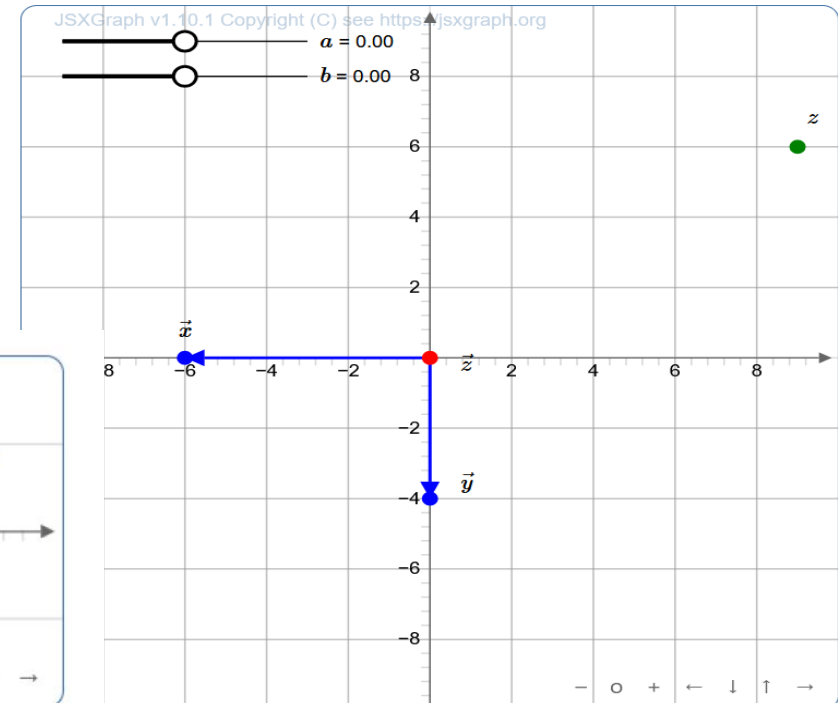 JSXGraph v1.10.1 Copyright (C) see https://jsxgraph.org
a = 0.00
b = 0.00
8
z
6
4
2
x⃗
8 −6 −4 −2 z⃗ 2 4 6 8
−2
y⃗
−4
−6
−8
− o + ← ↓ ↑ →
→